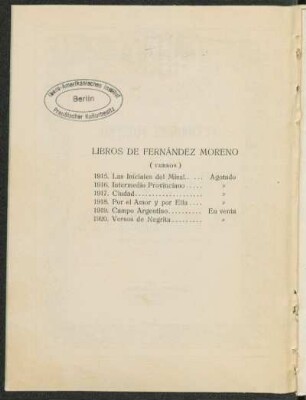 Ibero-Amerikanisches Institut
Berlin
Preußischer Kulturbesitz
LIBROS DE FERNÁNDEZ MORENO
(VERSOS)
1915. Las Iniciales del Misal..... Agotado
1916. Intermedio Provinciano ..... »
1917. Ciudad................. »
1918. Por el Amor y por Ella .... »
1919. Campo Argentino.......... En venta
1920. Versos de Negrita......... »